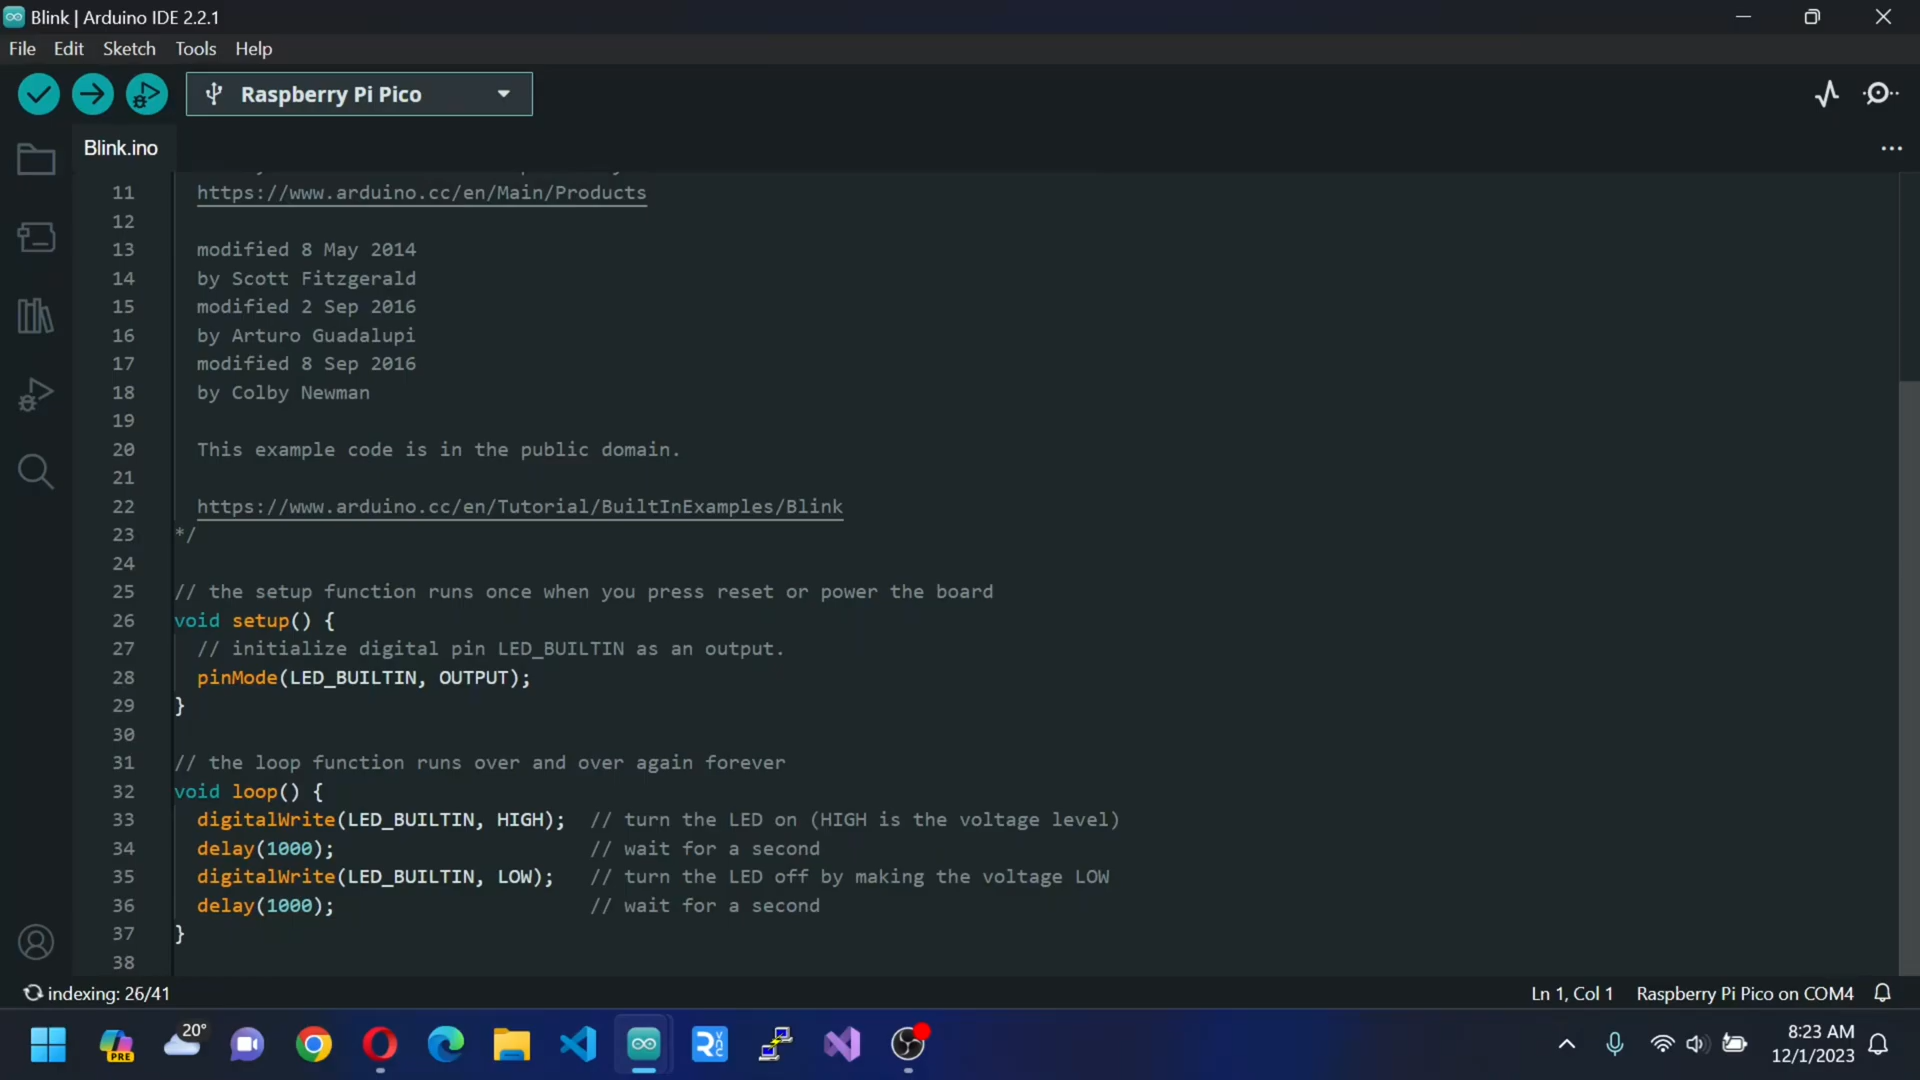 Blink | Arduino IDE 2.2.1
File Edit Sketch Tools Help
Raspberry Pi Pico
Blink.ino
11 https://www.arduino.cc/en/Main/Products
12
13 modified 8 May 2014
14 by Scott Fitzgerald
15 modified 2 Sep 2016
16 by Arturo Guadalupi
17 modified 8 Sep 2016
18 by Colby Newman
19
20 This example code is in the public domain.
21
22 https://www.arduino.cc/en/Tutorial/BuiltInExamples/Blink
23 */
24
25 // the setup function runs once when you press reset or power the board
26 void setup() {
27 // initialize digital pin LED_BUILTIN as an output.
28 pinMode(LED_BUILTIN, OUTPUT);
29 }
30
31 // the loop function runs over and over again forever
32 void loop() {
33 digitalWrite(LED_BUILTIN, HIGH); // turn the LED on (HIGH is the voltage level)
34 delay(1000); // wait for a second
35 digitalWrite(LED_BUILTIN, LOW); // turn the LED off by making the voltage LOW
36 delay(1000); // wait for a second
37 }
38
indexing: 26/41 Ln 1, Col 1 Raspberry Pi Pico on COM4
PRE 20° 8:23 AM
12/1/2023